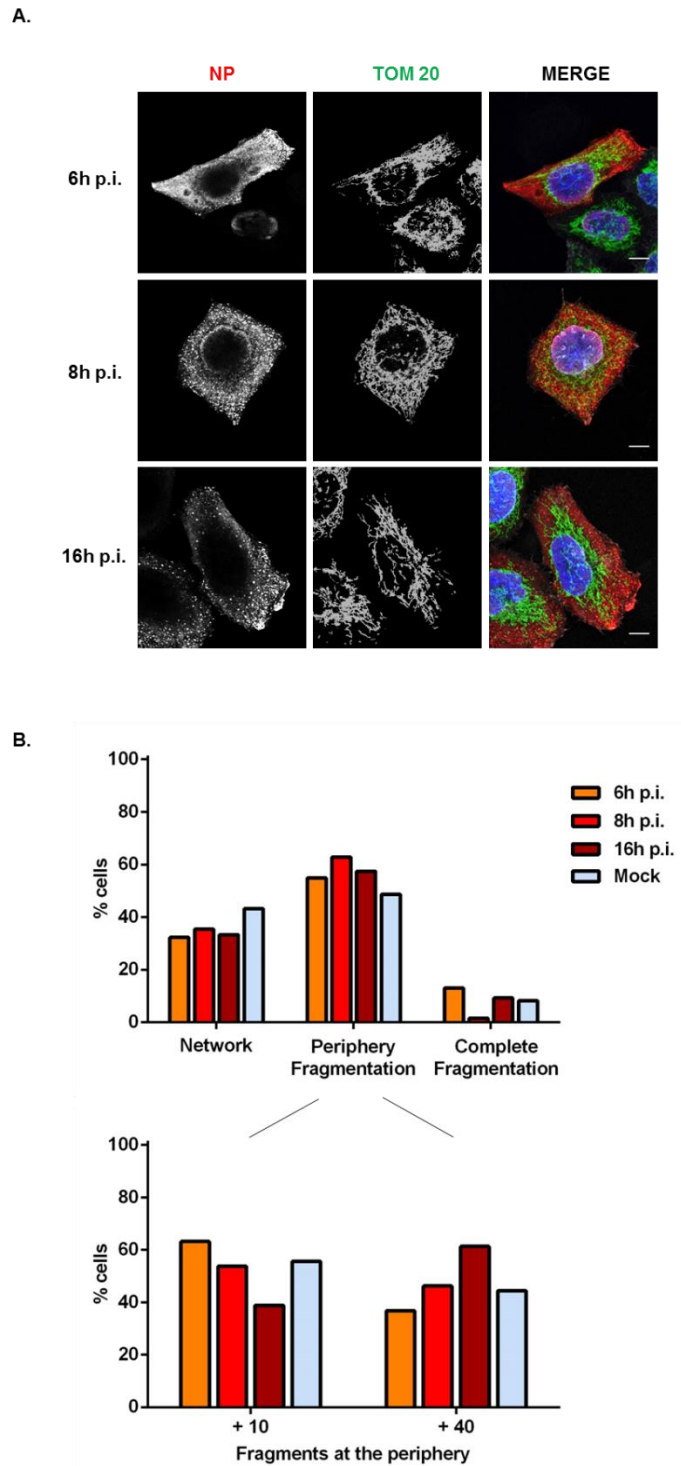 A.
NP TOM 20 MERGE
6h p.i.
8h p.i.
16h p.i.
B.
100
80
60
40
20
0
% cells
6h p.i.
8h p.i.
16h p.i.
Mock
Network Periphery Complete
Fragmentation Fragmentation
100
80
60
40
20
0
% cells
+ 10 + 40
Fragments at the periphery